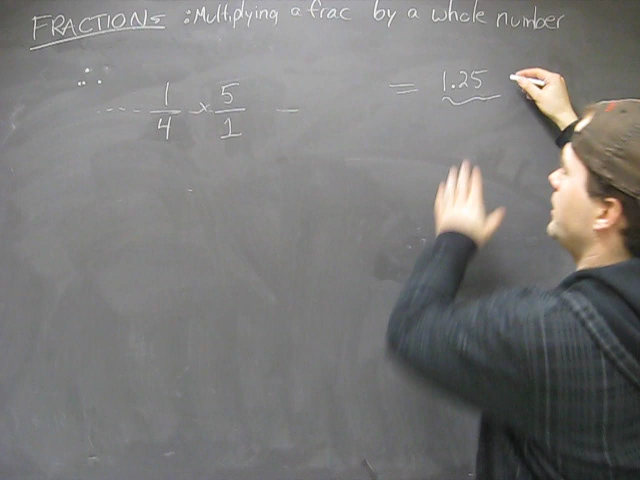 FRACTIONS : Multiplying a frac by a whole number
∴ ---- 1/4 × 5/1 — = 1.25